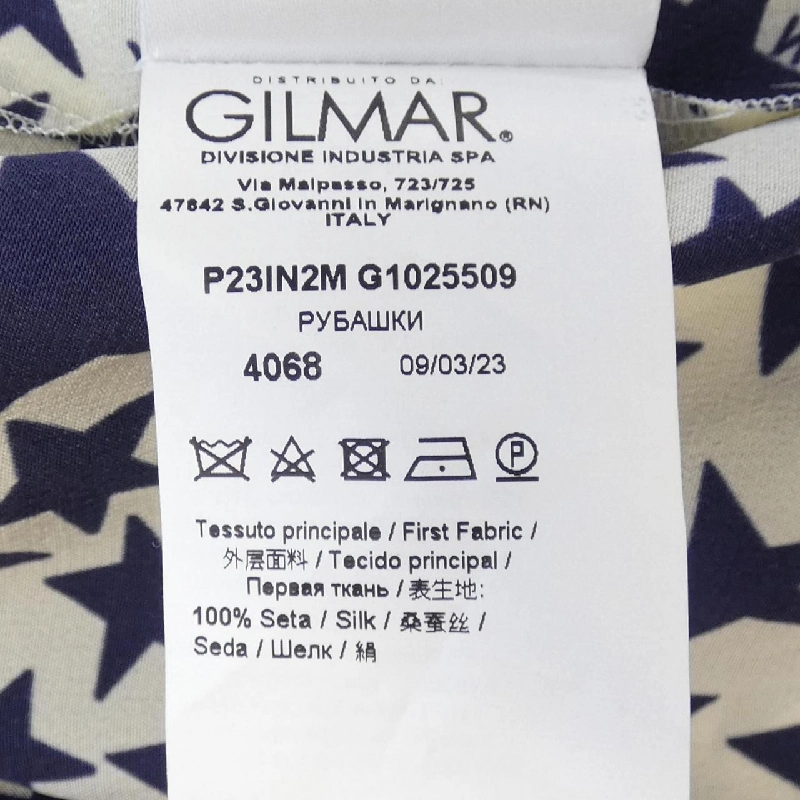 DISTRIBUITO DA:
GILMAR®
DIVISIONE INDUSTRIA SPA
Via Malpasso, 723/725
47842 S.Giovanni in Marignano (RN)
ITALY
P23IN2M G1025509
РУБАШКИ
4068 09/03/23
P
Tessuto principale / First Fabric /
外层面料 / Tecido principal /
Первая ткань / 表生地:
100% Seta / Silk / 桑蚕丝 /
Seda / Шелк / 絹